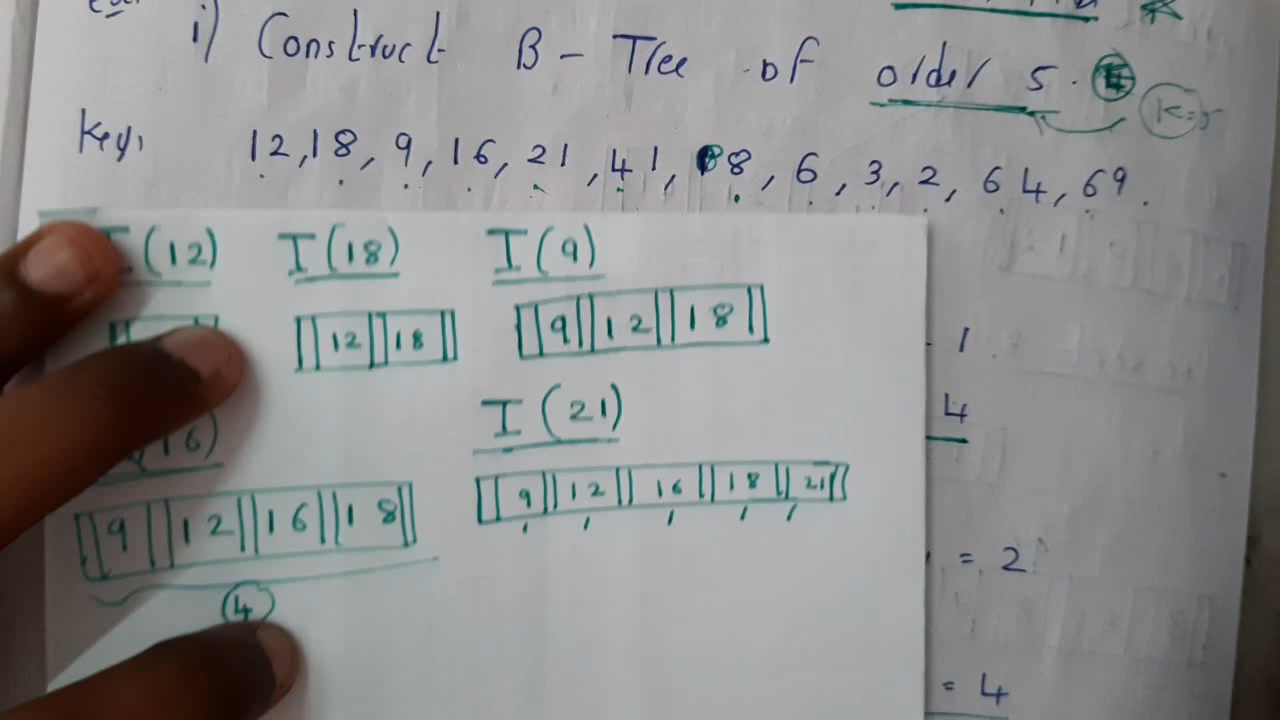 i) Construct B - Tree of order 5.
K=5
Key, 12, 18, 9, 16, 21, 41, 8, 6, 3, 2, 64, 69.
I(12) I(18) I(9)
12 18
9 12 18
- 1
I(21)
4
16)
9 12 16 18 21
9 12 16 18
= 2
4
= 4